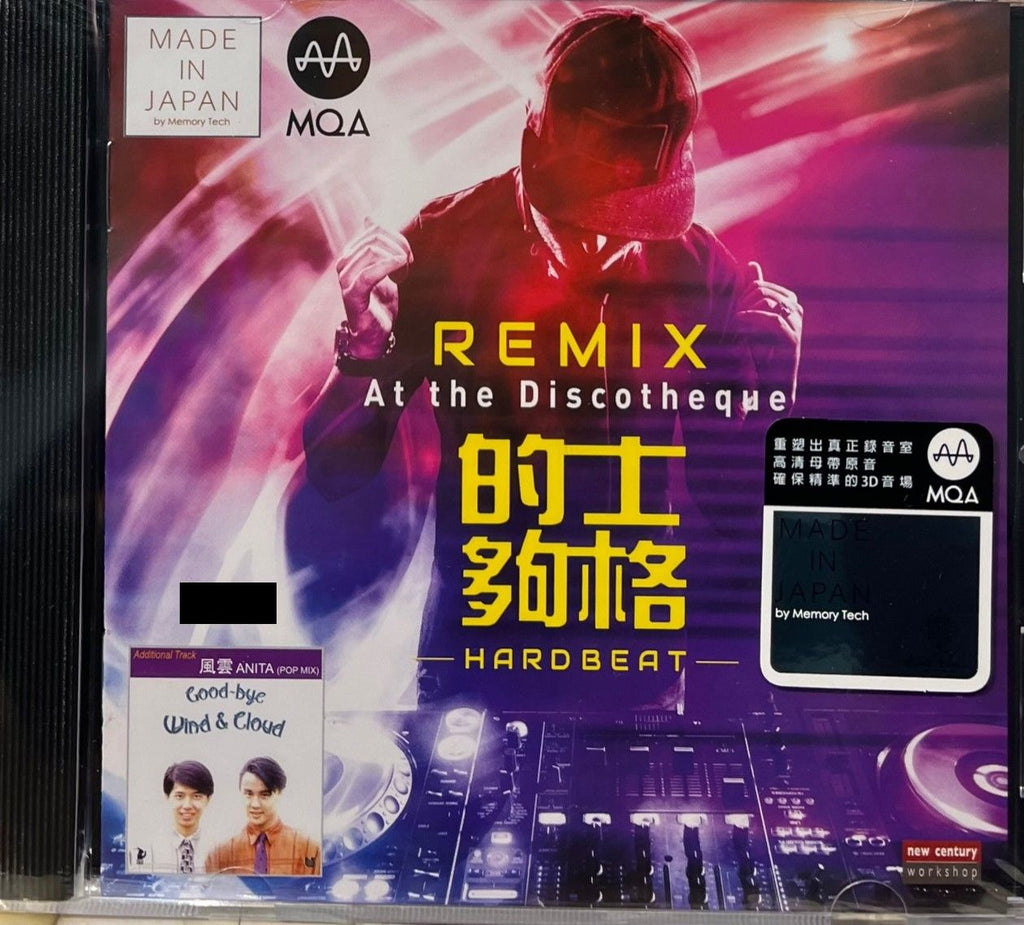 MADE
IN
JAPAN
by Memory Tech
MQA
REMIX
At the Discotheque
的士
夠格
HARDBEAT
重塑出真正錄音室
高清母帶原音
確保精準的3D音場
MQA
MADE
IN
JAPAN
by Memory Tech
Additional Track
風雲 ANITA (POP MIX)
Good-bye
Wind & Cloud
new century
workshop